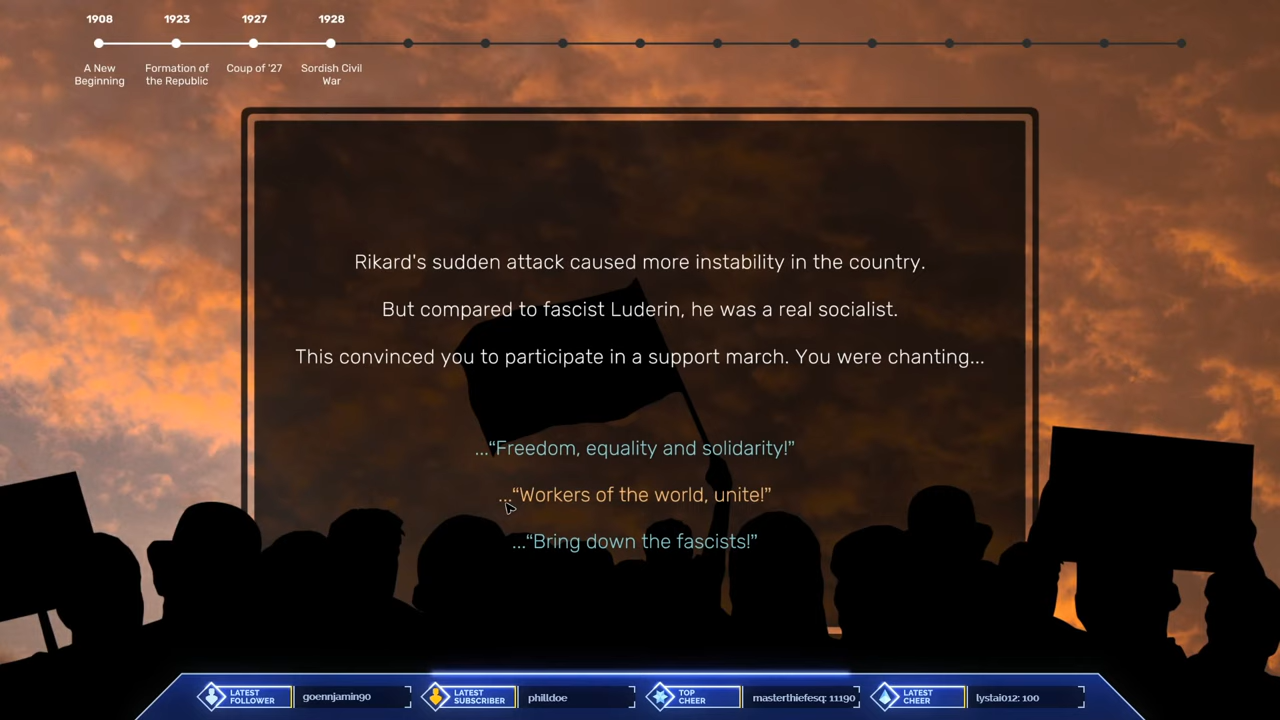 1908 1923 1927 1928
A New Beginning
Formation of the Republic
Coup of '27
Sordish Civil War
Rikard's sudden attack caused more instability in the country.
But compared to fascist Luderin, he was a real socialist.
This convinced you to participate in a support march. You were chanting...
..."Freedom, equality and solidarity!"
..."Workers of the world, unite!"
..."Bring down the fascists!"
LATEST FOLLOWER goennjamin90
LATEST SUBSCRIBER philldoe
TOP CHEER masterthiefesq: 11190
LATEST CHEER lystai012: 100